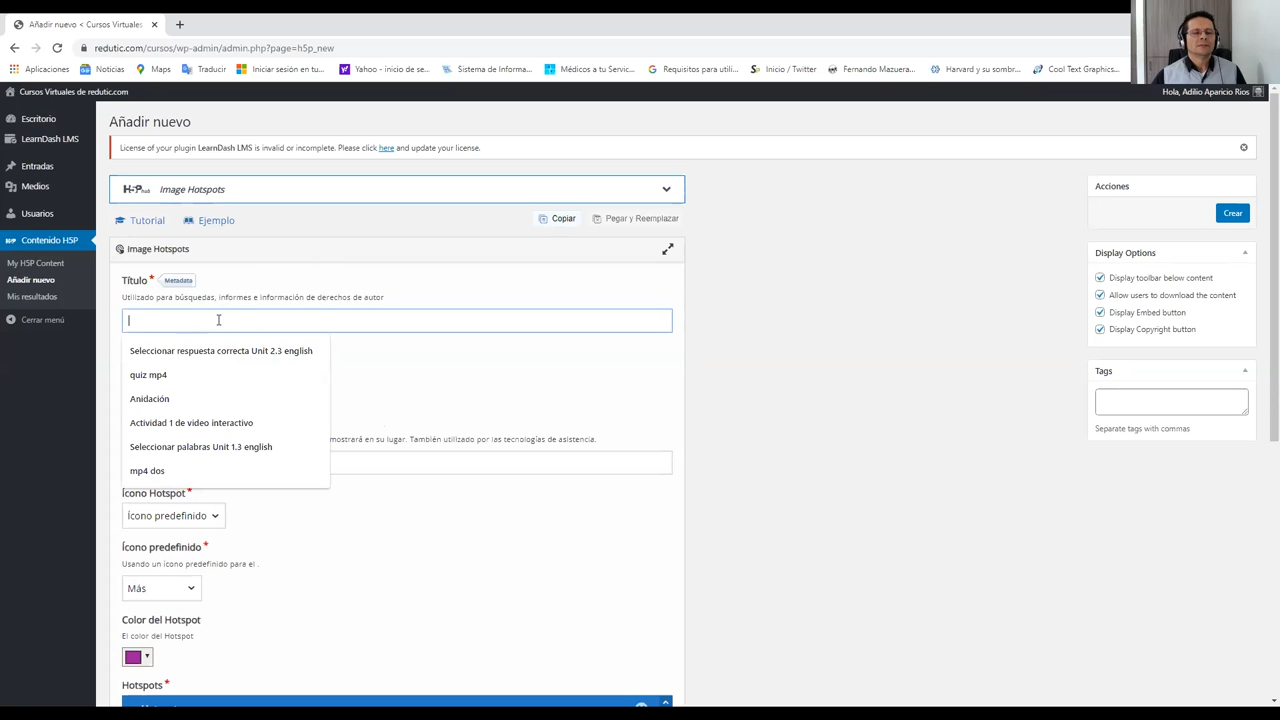 Añadir nuevo < Cursos Virtuales
redutic.com/cursos/wp-admin/admin.php?page=h5p_new
Aplicaciones
Noticias
Maps
Traducir
Iniciar sesión en tu...
Yahoo - inicio de se...
Sistema de Informa...
Médicos a tu Servic...
Requisitos para utili...
Inicio / Twitter
Fernando Mazuera...
Harvard y su sombr...
Cool Text Graphics...
Cursos Virtuales de redutic.com
Hola, Adilio Aparicio Rios
Escritorio
LearnDash LMS
Entradas
Medios
Usuarios
Contenido H5P
My H5P Content
Añadir nuevo
Mis resultados
Cerrar menú
Añadir nuevo
License of your plugin LearnDash LMS is invalid or incomplete. Please click here and update your license.
H5P hub Image Hotspots
Tutorial
Ejemplo
Copiar
Pegar y Reemplazar
Image Hotspots
Título * Metadata
Utilizado para búsquedas, informes e información de derechos de autor
Seleccionar respuesta correcta Unit 2.3 english
quiz mp4
Anidación
Actividad 1 de video interactivo
Seleccionar palabras Unit 1.3 english
mp4 dos
mostrará en su lugar. También utilizado por las tecnologías de asistencia.
Ícono Hotspot *
Ícono predefinido
Ícono predefinido *
Usando un ícono predefinido para el .
Más
Color del Hotspot
El color del Hotspot
Hotspots *
Acciones
Crear
Display Options
Display toolbar below content
Allow users to download the content
Display Embed button
Display Copyright button
Tags
Separate tags with commas